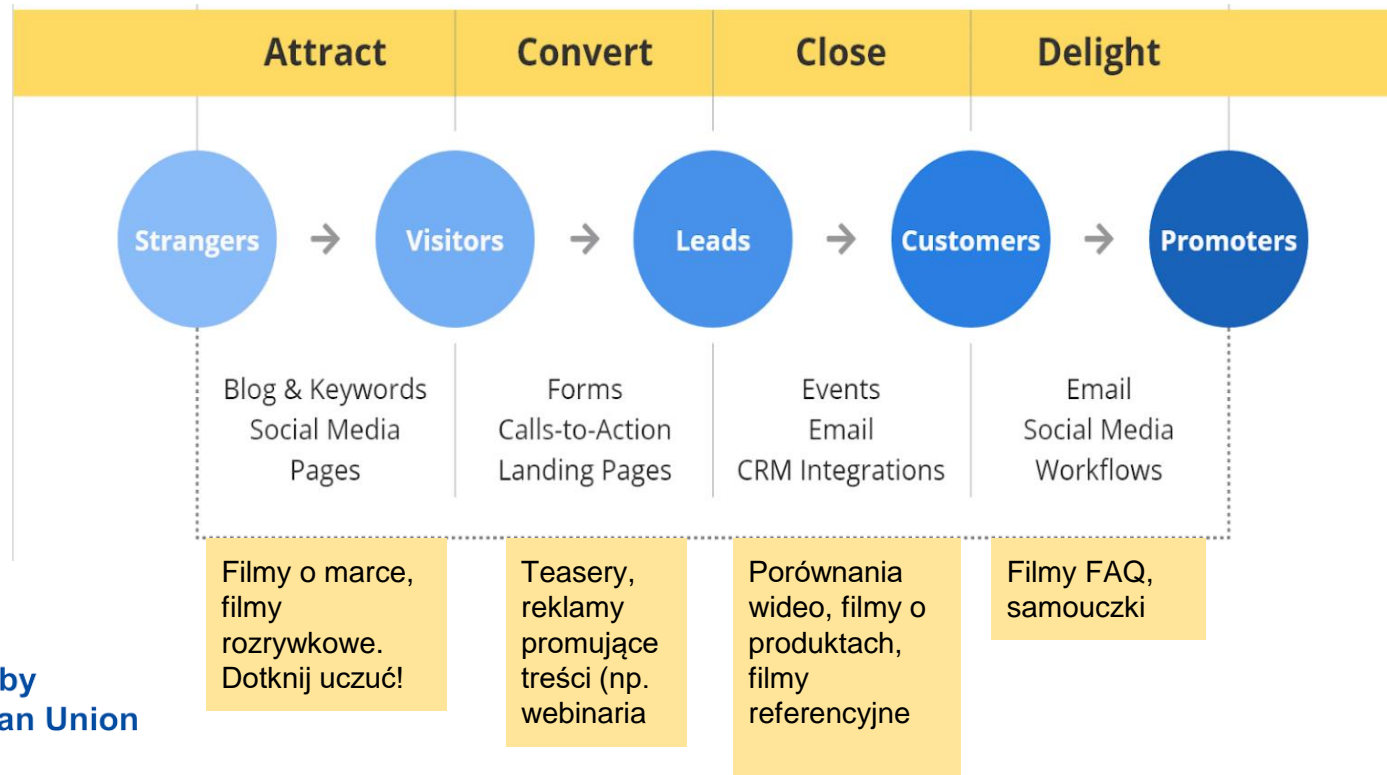 Attract Convert Close Delight
Strangers → Visitors → Leads → Customers → Promoters
Blog & Keywords
Social Media
Pages
Forms
Calls-to-Action
Landing Pages
Events
Email
CRM Integrations
Email
Social Media
Workflows
Filmy o marce,
filmy
rozrywkowe.
Dotknij uczuć!
Teasery,
reklamy
promujące
treści (np.
webinaria
Porównania
wideo, filmy o
produktach,
filmy
referencyjne
Filmy FAQ,
samouczki
by
an Union